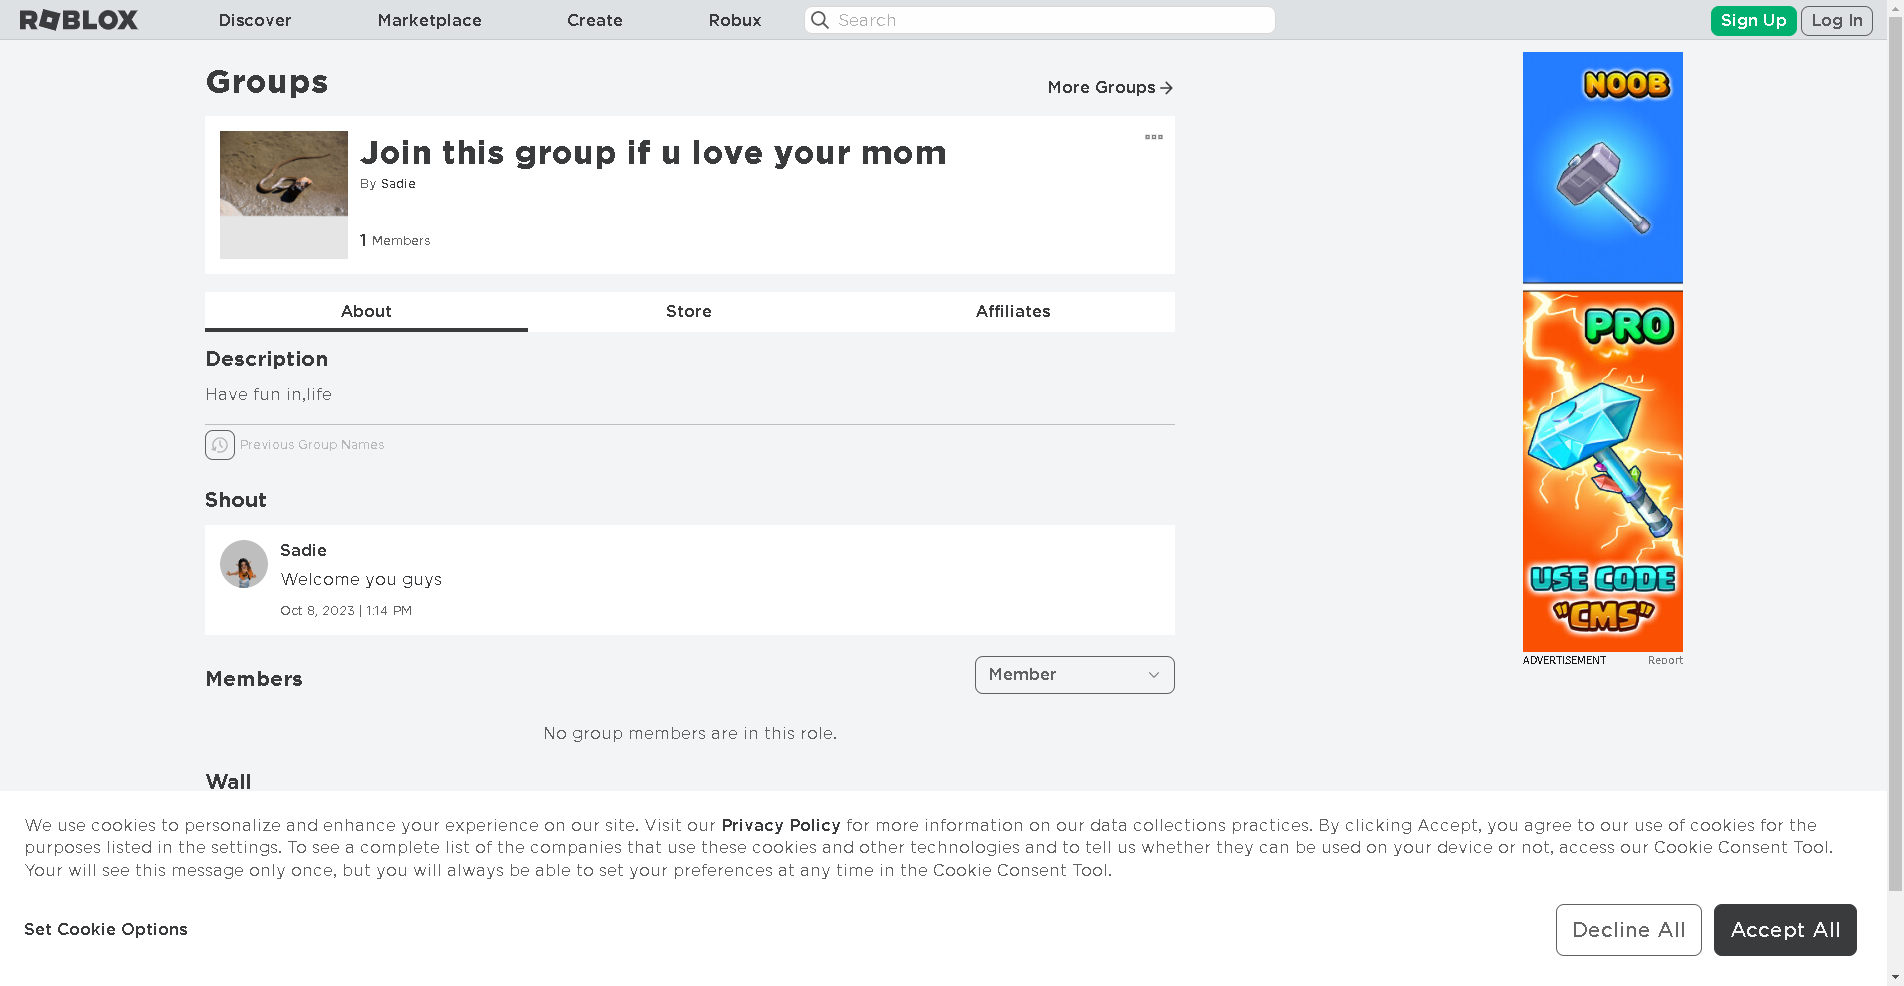 ROBLOX Discover Marketplace Create Robux Search Sign Up Log In
Groups
More Groups
Join this group if u love your mom
By Sadie
1 Members
About Store Affiliates
Description
Have fun in,life
Previous Group Names
Shout
Sadie
Welcome you guys
Oct 8, 2023 | 1:14 PM
Members
Member
No group members are in this role.
Wall
NOOB
PRO
USE CODE
"CMS"
ADVERTISEMENT Report
We use cookies to personalize and enhance your experience on our site. Visit our Privacy Policy for more information on our data collections practices. By clicking Accept, you agree to our use of cookies for the
purposes listed in the settings. To see a complete list of the companies that use these cookies and other technologies and to tell us whether they can be used on your device or not, access our Cookie Consent Tool.
Your will see this message only once, but you will always be able to set your preferences at any time in the Cookie Consent Tool.
Set Cookie Options
Decline All Accept All